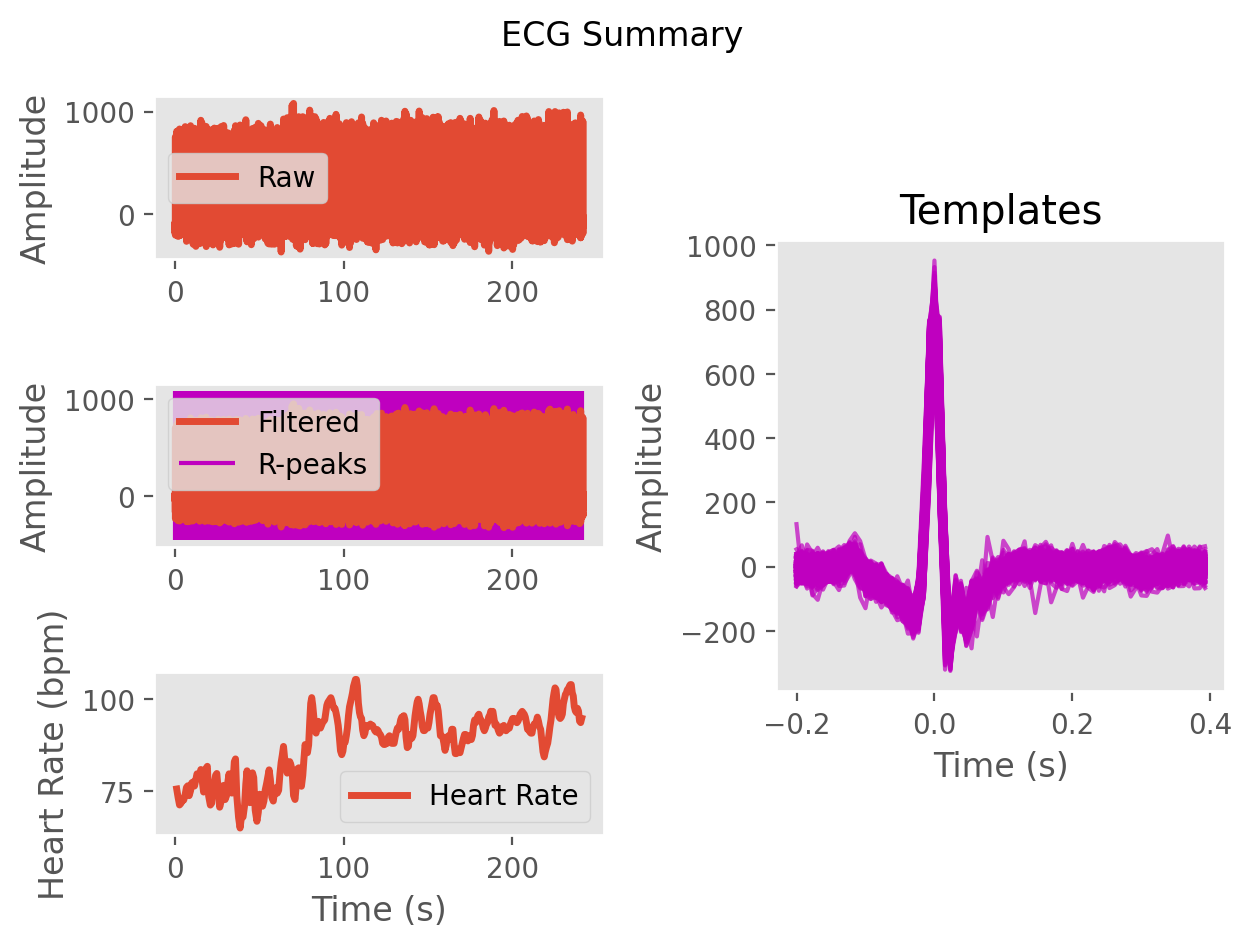 ECG Summary
Amplitude
1000
0
Raw
0 100 200
Amplitude
1000
0
Filtered
R-peaks
0 100 200
Heart Rate (bpm)
100
75
Heart Rate
0 100 200
Time (s)
Templates
Amplitude
1000
800
600
400
200
0
−200
−0.2 0.0 0.2 0.4
Time (s)